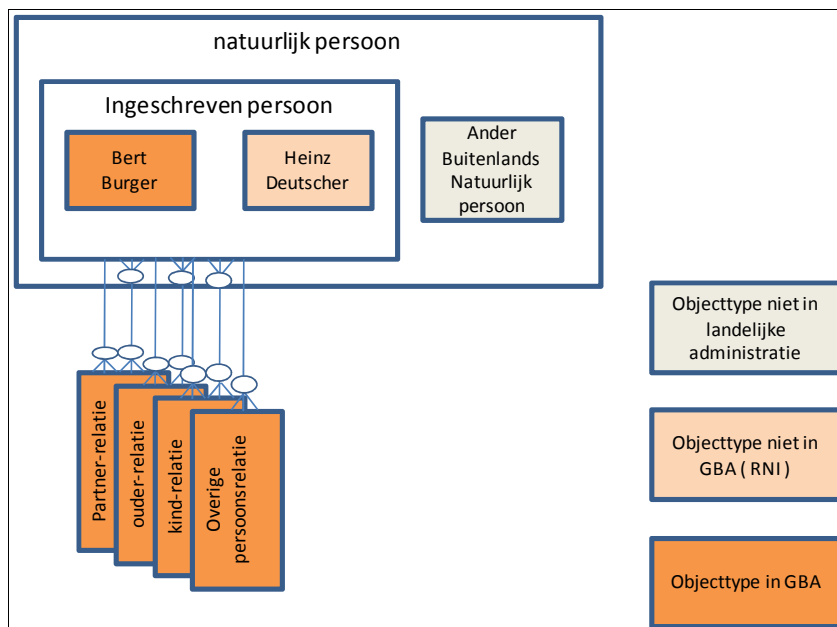 natuurlijk persoon
Ingeschreven persoon
Bert
Burger
Heinz
Deutscher
Ander
Buitenlands
Natuurlijk
persoon
Objecttype niet in
landelijke
administratie
Objecttype niet in
GBA ( RNI )
Objecttype in GBA
Partner-relatie
ouder-relatie
kind-relatie
Overige
persoonsrelatie